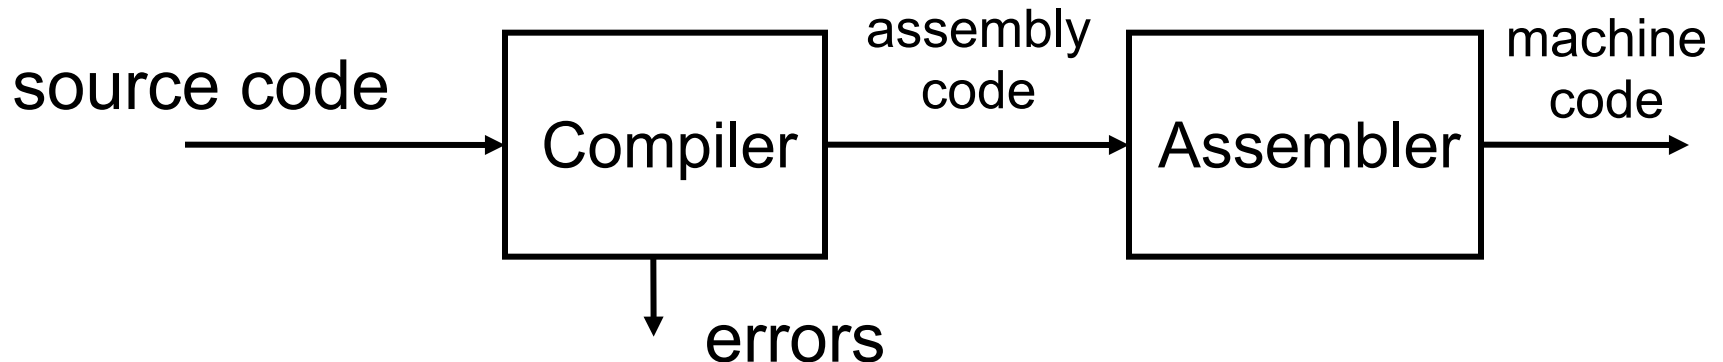 source code
Compiler
assembly
code
Assembler
machine
code
errors